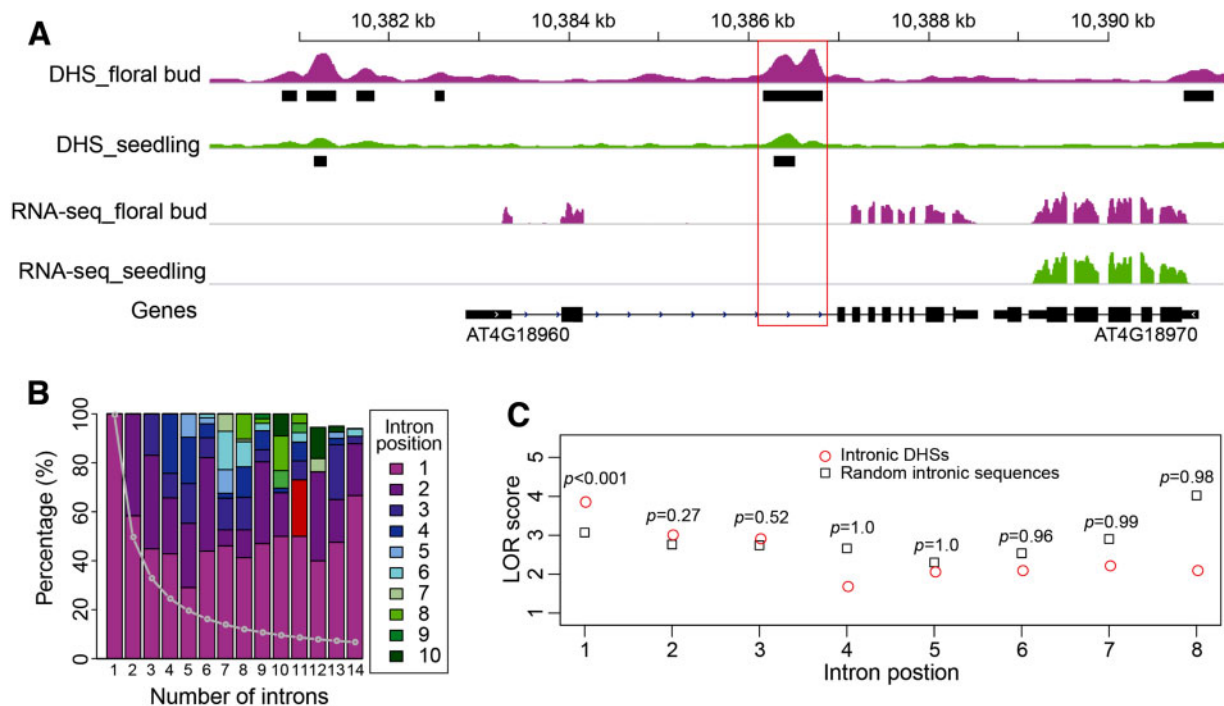 A
10,382 kb 10,384 kb 10,386 kb 10,388 kb 10,390 kb
DHS_floral bud
DHS_seedling
RNA-seq_floral bud
RNA-seq_seedling
Genes
AT4G18960 AT4G18970
B
Percentage (%)
100
80
60
40
20
0
1 2 3 4 5 6 7 8 9 10 11 12 13 14
Number of introns
Intron
position
1
2
3
4
5
6
7
8
9
10
C
LOR score
5
4
3
2
1
Intronic DHSs
Random intronic sequences
p<0.001
p=0.27
p=0.52
p=1.0
p=1.0
p=0.96
p=0.99
p=0.98
1 2 3 4 5 6 7 8
Intron postion